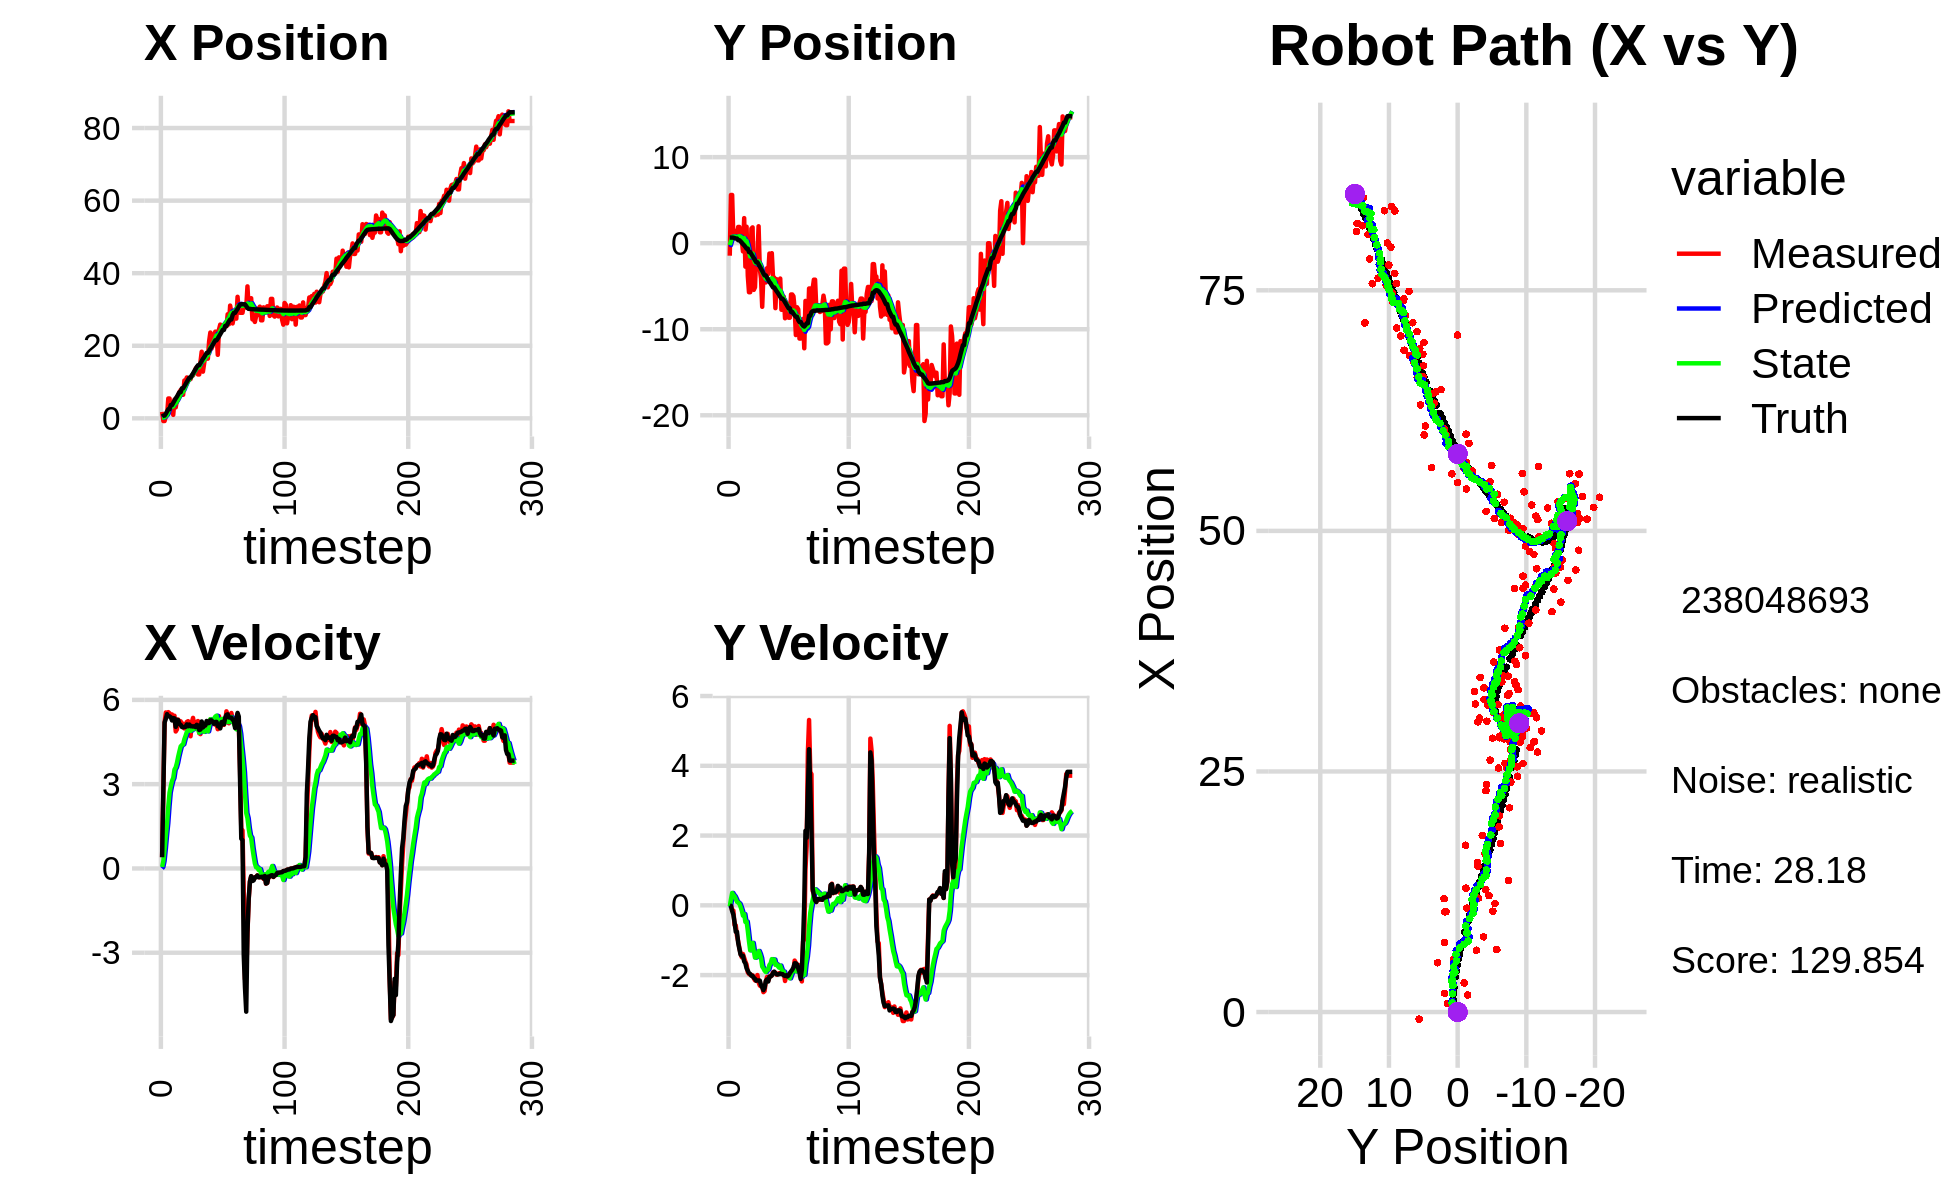 X Position
80
60
40
20
0
0
100
200
300
timestep
Y Position
10
0
-10
-20
0
100
200
300
timestep
X Velocity
6
3
0
-3
0
100
200
300
timestep
Y Velocity
6
4
2
0
-2
0
100
200
300
timestep
Robot Path (X vs Y)
X Position
75
50
25
0
20 10 0 -10 -20
Y Position
variable
Measured
Predicted
State
Truth
238048693
Obstacles: none
Noise: realistic
Time: 28.18
Score: 129.854